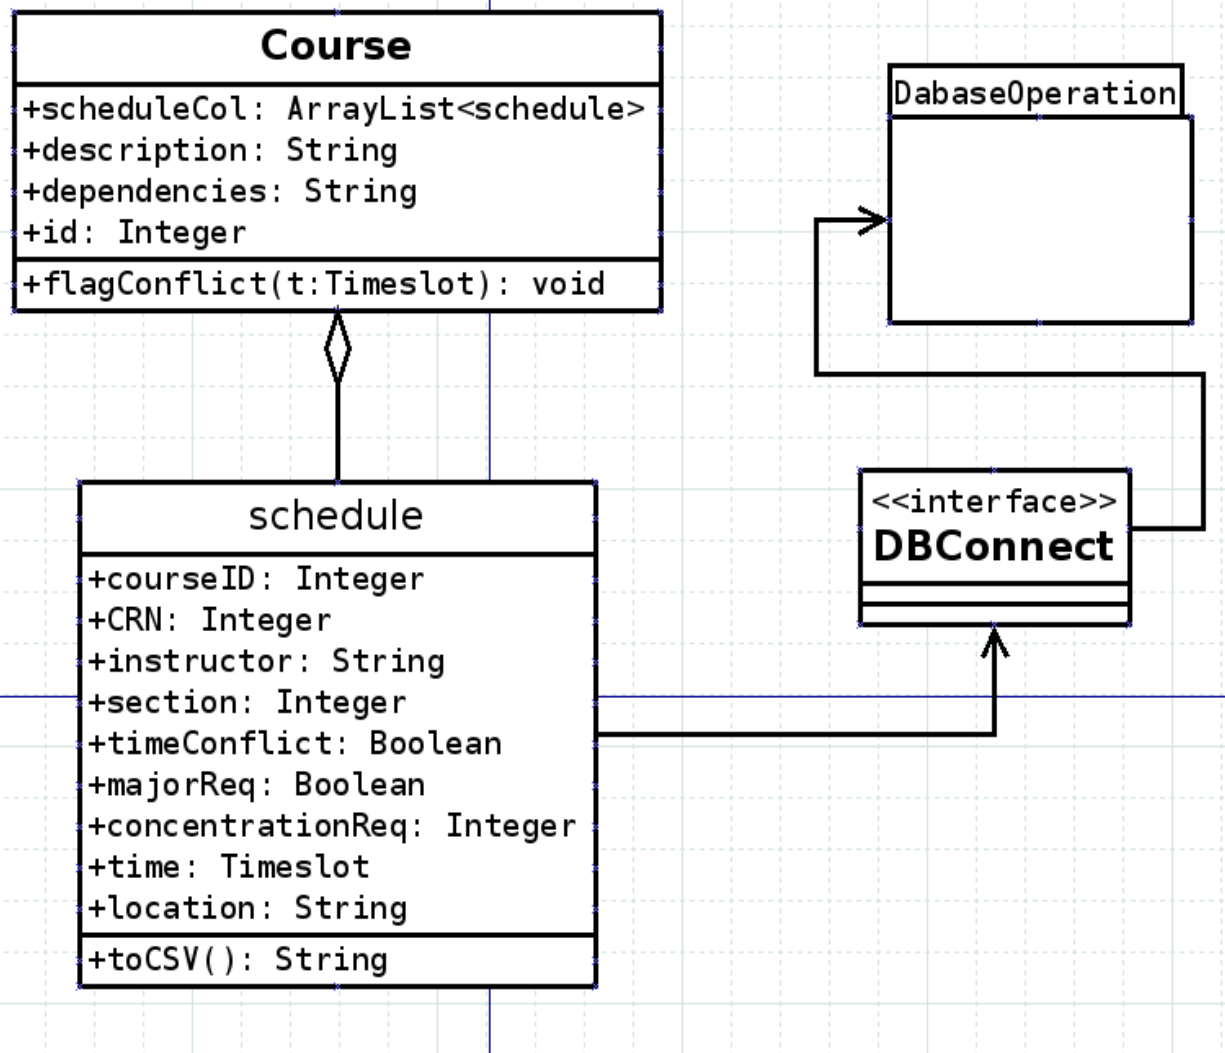 Course
+scheduleCol: ArrayList<schedule>
+description: String
+dependencies: String
+id: Integer
+flagConflict(t:Timeslot): void
DabaseOperation
<<interface>>
DBConnect
schedule
+courseID: Integer
+CRN: Integer
+instructor: String
+section: Integer
+timeConflict: Boolean
+majorReq: Boolean
+concentrationReq: Integer
+time: Timeslot
+location: String
+toCSV(): String